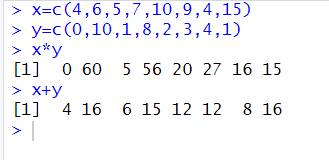 > x=c(4,6,5,7,10,9,4,15)
> y=c(0,10,1,8,2,3,4,1)
> x*y
[1]  0 60  5 56 20 27 16 15
> x+y
[1]  4 16  6 15 12 12  8 16
>